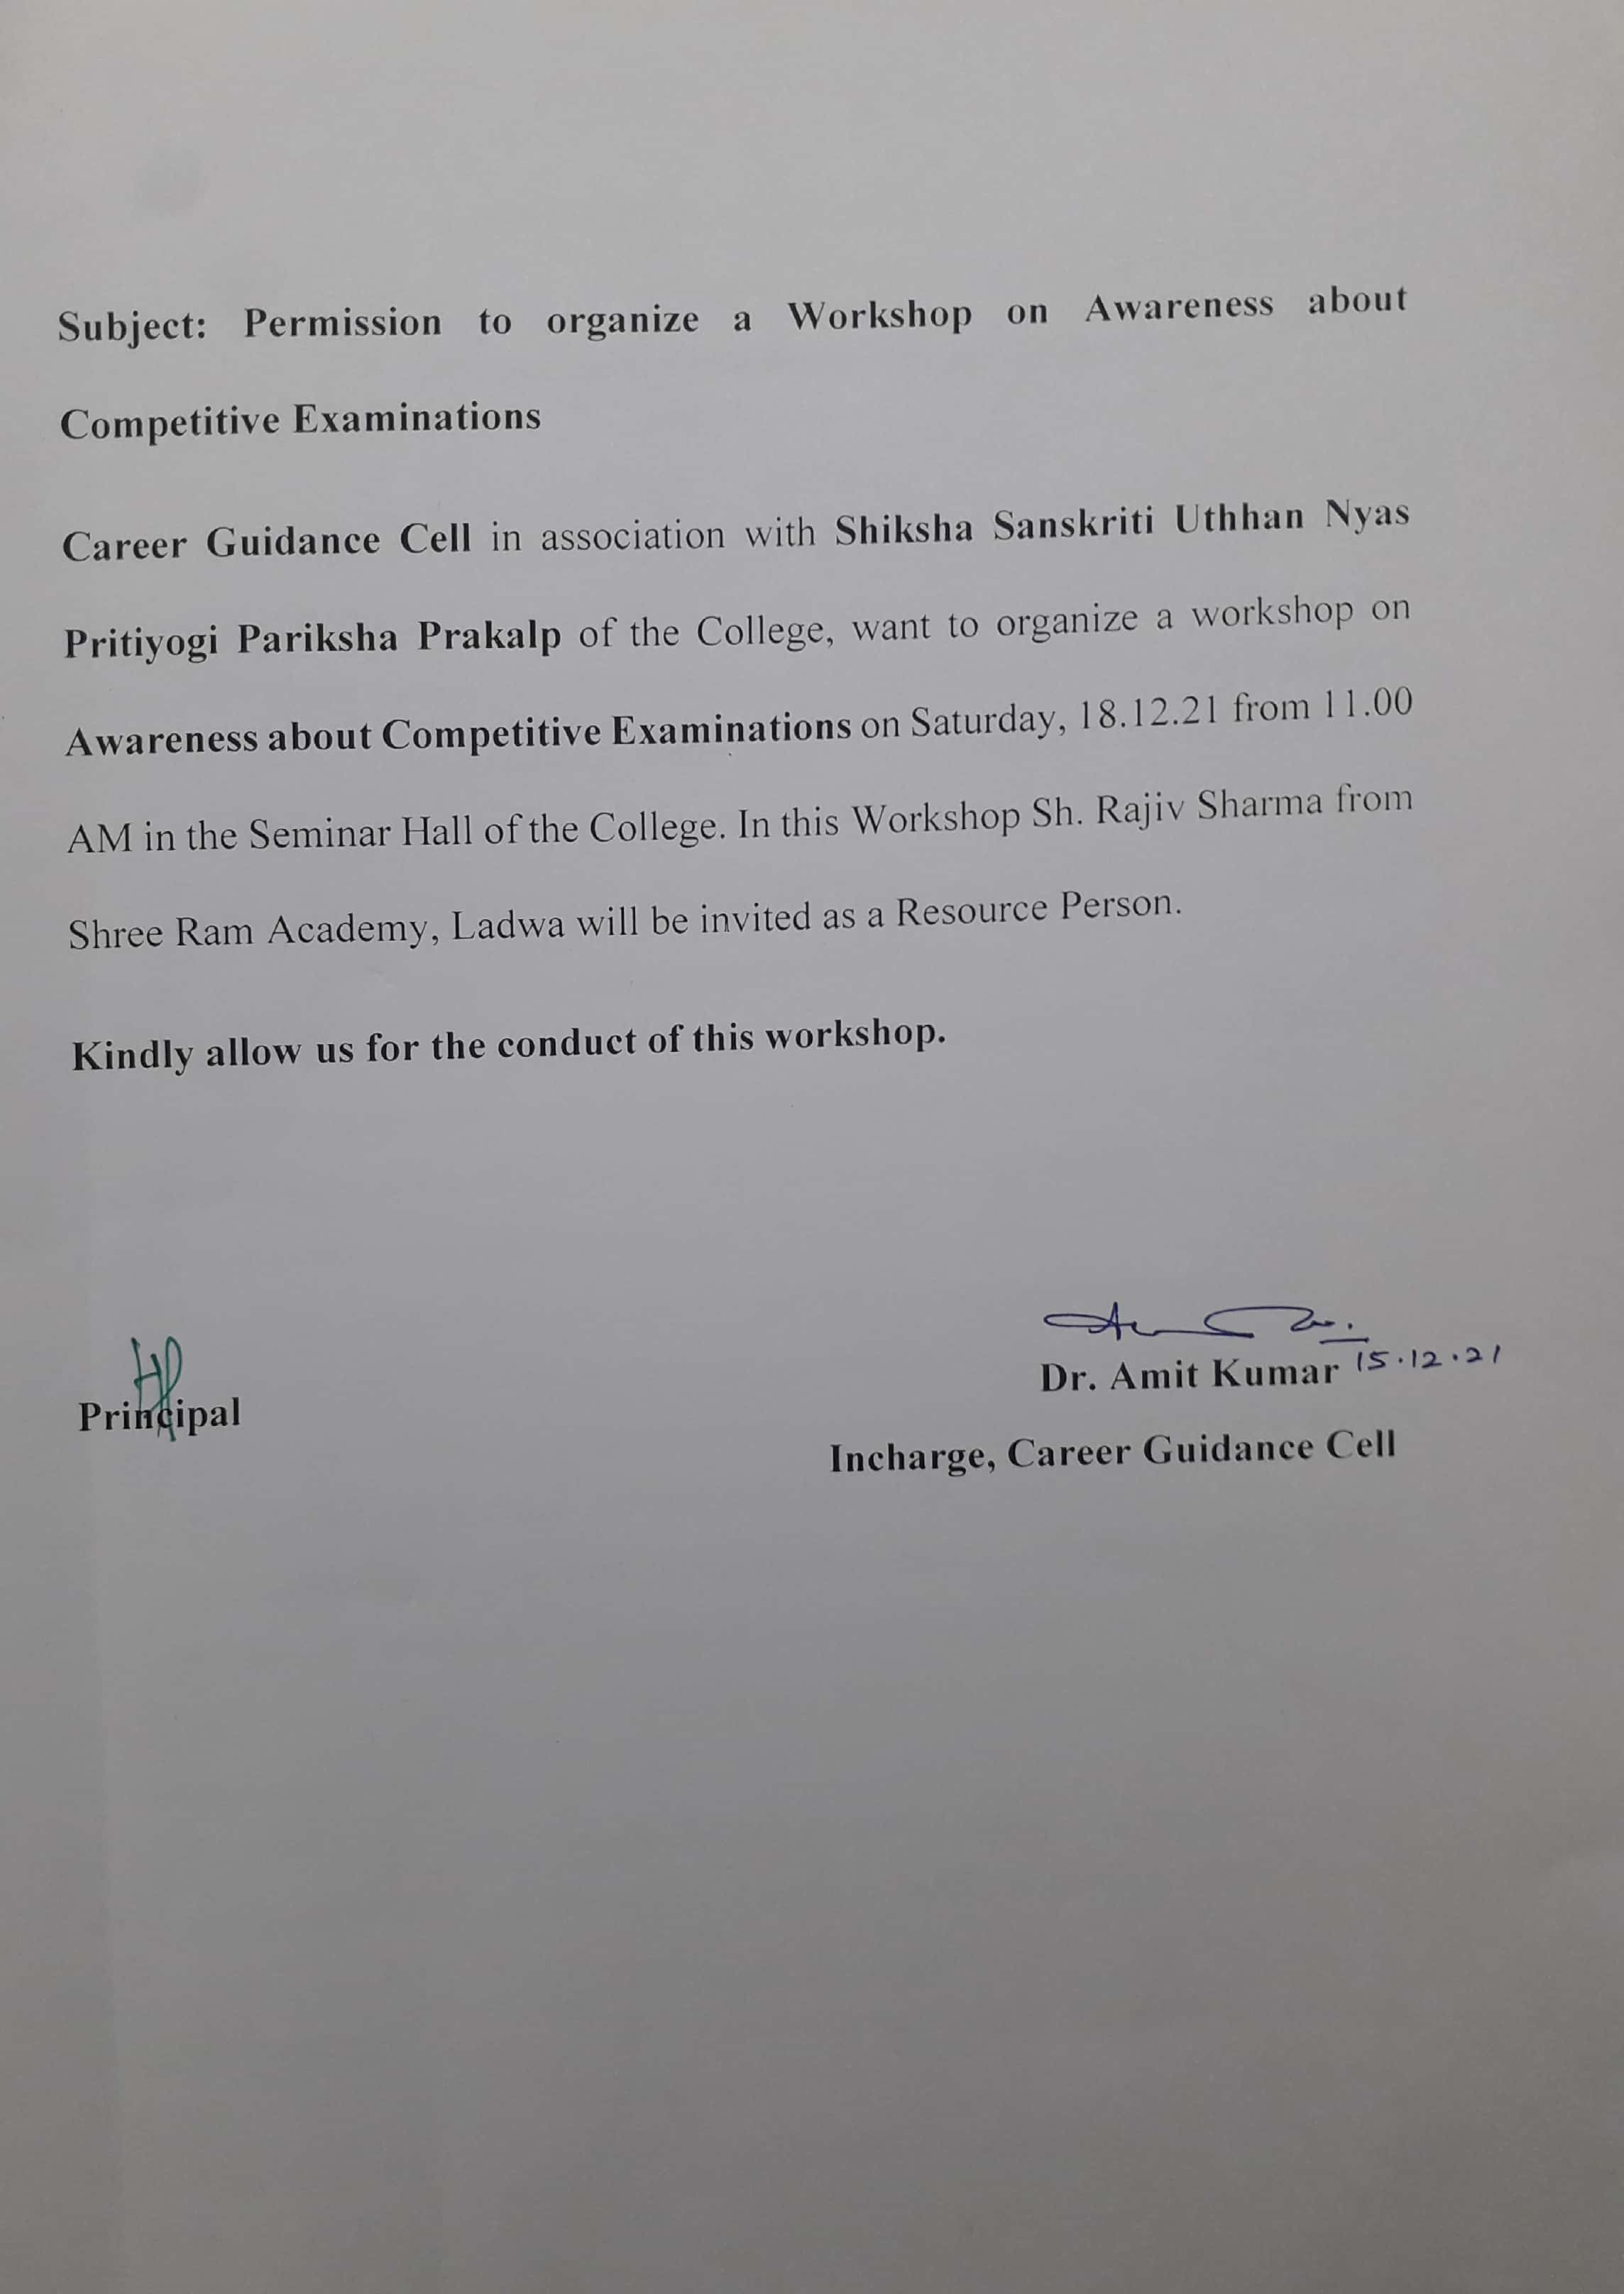 Subject: Permission to organize a Workshop on Awareness about
Competitive Examinations
Career Guidance Cell in association with Shiksha Sanskriti Uthhan Nyas
Pritiyogi Pariksha Prakalp of the College, want to organize a workshop on
Awareness about Competitive Examinations on Saturday, 18.12.21 from 11.00
AM in the Seminar Hall of the College. In this Workshop Sh. Rajiv Sharma from
Shree Ram Academy, Ladwa will be invited as a Resource Person.
Kindly allow us for the conduct of this workshop.
Dr. Amit Kumar 15.12.21
Principal
Incharge, Career Guidance Cell